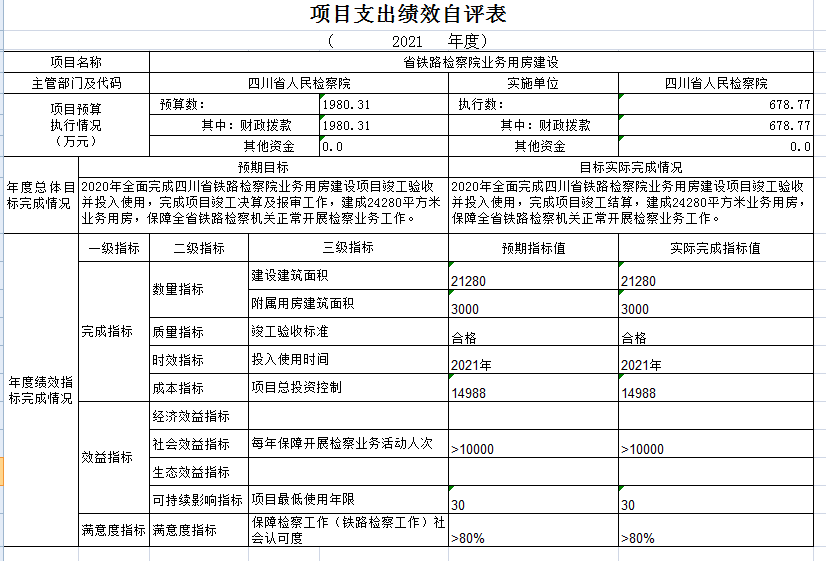 项目支出绩效自评表
( 2021 年度)
项目名称 省铁路检察院业务用房建设
主管部门及代码 四川省人民检察院 实施单位 四川省人民检察院
项目预算
执行情况
（万元）
预算数: 1980.31 执行数: 678.77
其中: 财政拨款 1980.31 其中: 财政拨款 678.77
其他资金 0.0 其他资金 0.0
年度总体目
标完成情况
预期目标 目标实际完成情况
2020年全面完成四川省铁路检察院业务用房建设项目竣工验收
并投入使用，完成项目竣工决算及报审工作，建成24280平方米
业务用房，保障全省铁路检察机关正常开展检察业务工作。
2020年全面完成四川省铁路检察院业务用房建设项目竣工验收
并投入使用，完成项目竣工结算，建成24280平方米业务用房，
保障全省铁路检察机关正常开展检察业务工作。
年度绩效指
标完成情况
一级指标 二级指标 三级指标 预期指标值 实际完成指标值
完成指标
数量指标
建设建筑面积 21280 21280
附属用房建筑面积 3000 3000
质量指标 竣工验收标准 合格 合格
时效指标 投入使用时间 2021年 2021年
成本指标 项目总投资控制 14988 14988
效益指标
经济效益指标
社会效益指标 每年保障开展检察业务活动人次 >10000 >10000
生态效益指标
可持续影响指标 项目最低使用年限 30 30
满意度指标 满意度指标
保障检察工作（铁路检察工作）社
会认可度
>80% >80%